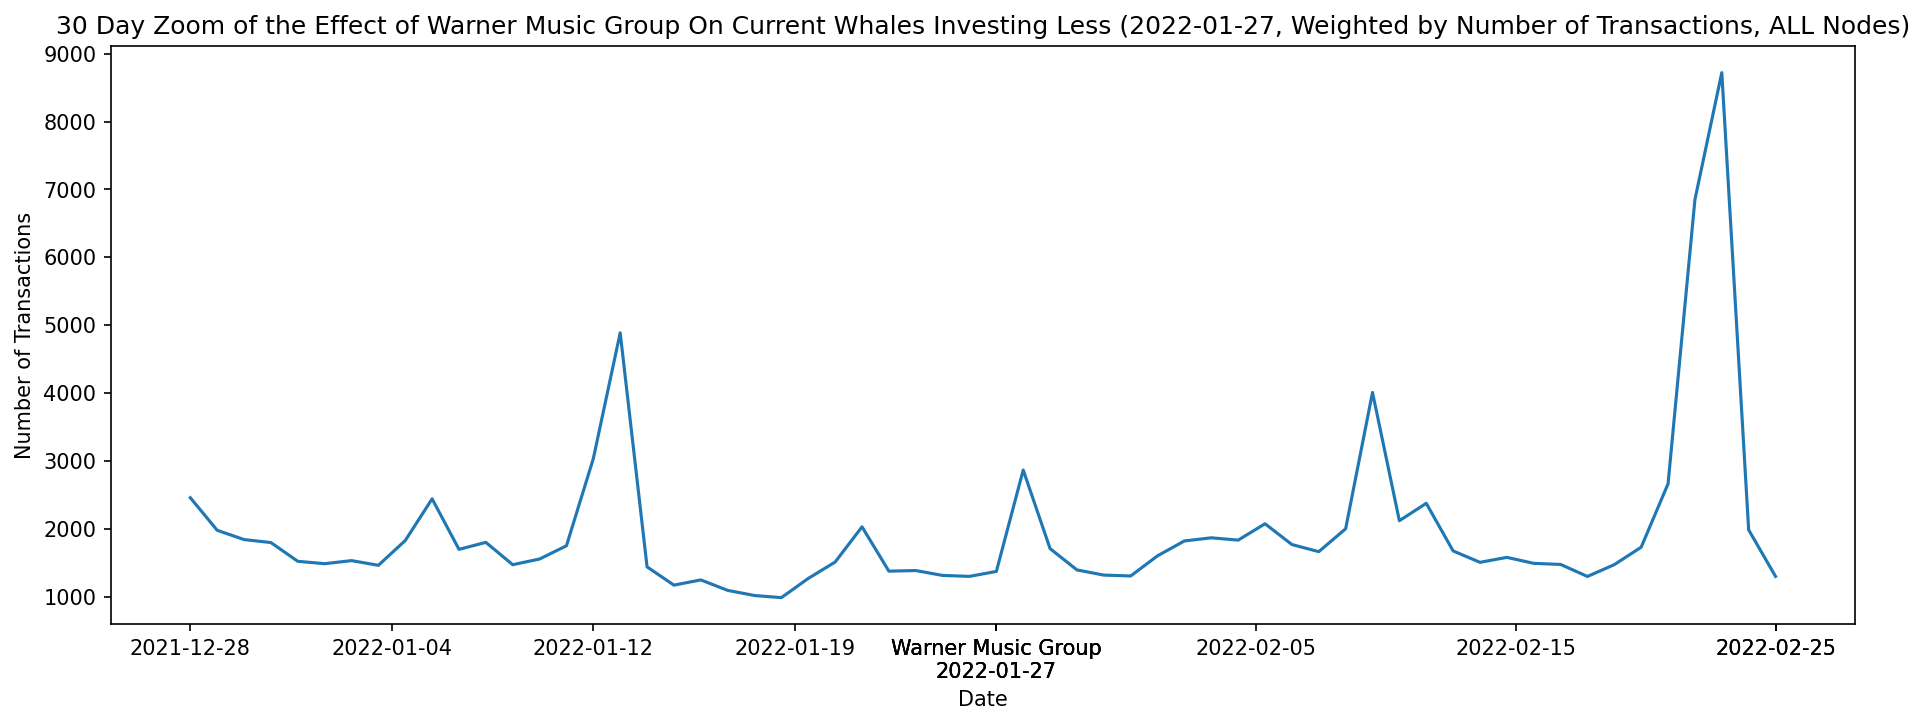 30 Day Zoom of the Effect of Warner Music Group On Current Whales Investing Less (2022-01-27, Weighted by Number of Transactions, ALL Nodes)
9000
8000
7000
6000
5000
4000
3000
2000
1000
Number of Transactions
2021-12-28 2022-01-04 2022-01-12 2022-01-19 Warner Music Group 2022-02-05 2022-02-15 2022-02-25
2022-01-27
Date